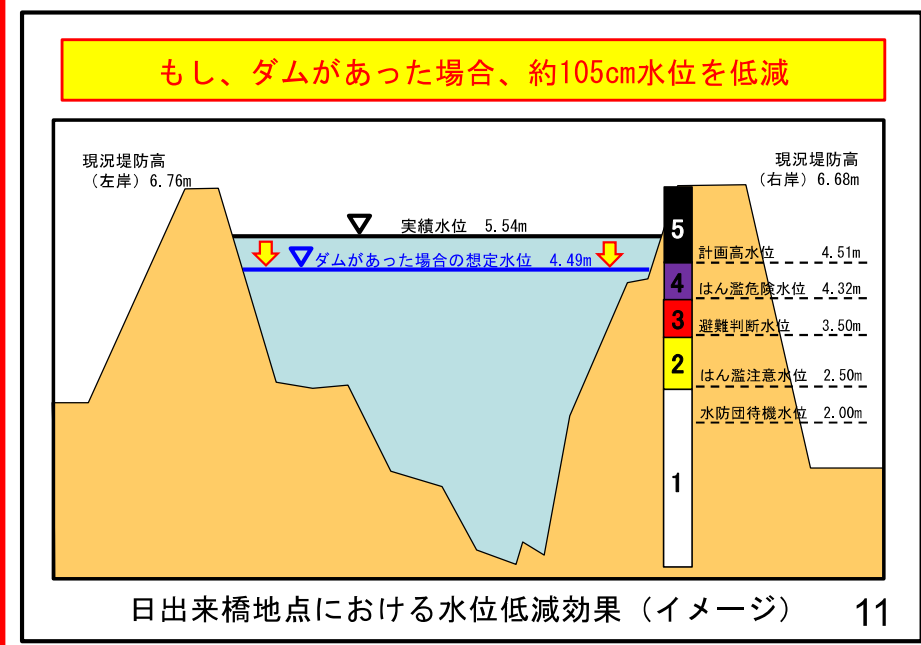 もし、ダムがあった場合、約105cm水位を低減
現況堤防高
（左岸）6.76m
現況堤防高
（右岸）6.68m
実績水位 5.54m
ダムがあった場合の想定水位 4.49m
5
計画高水位 4.51m
4
はん濫危険水位 4.32m
3
避難判断水位 3.50m
2
はん濫注意水位 2.50m
水防団待機水位 2.00m
1
日出来橋地点における水位低減効果（イメージ）
11